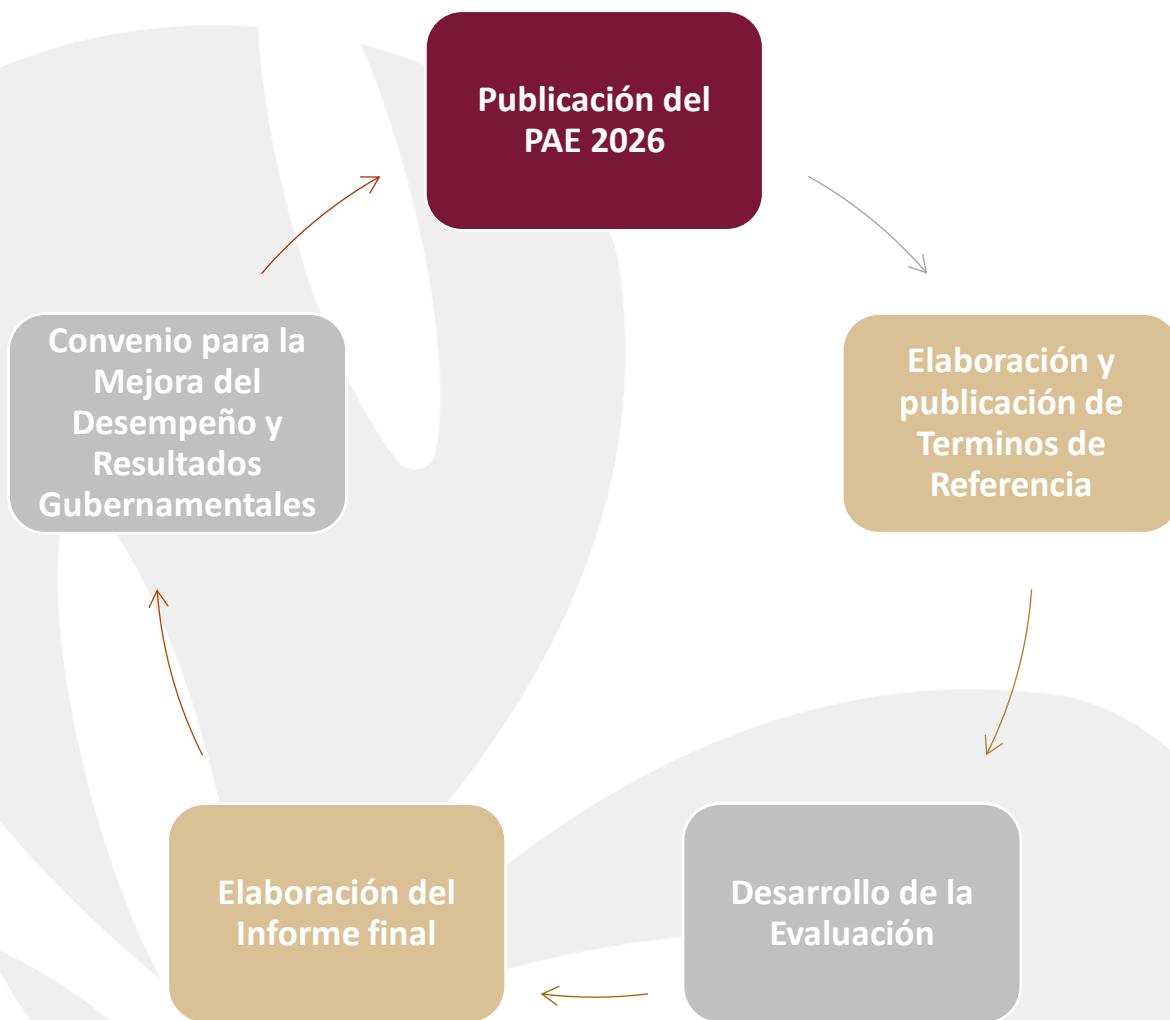 Publicación del
PAE 2026
Elaboración y
publicación de
Terminos de
Referencia
Desarrollo de la
Evaluación
Elaboración del
Informe final
Convenio para la
Mejora del
Desempeño y
Resultados
Gubernamentales